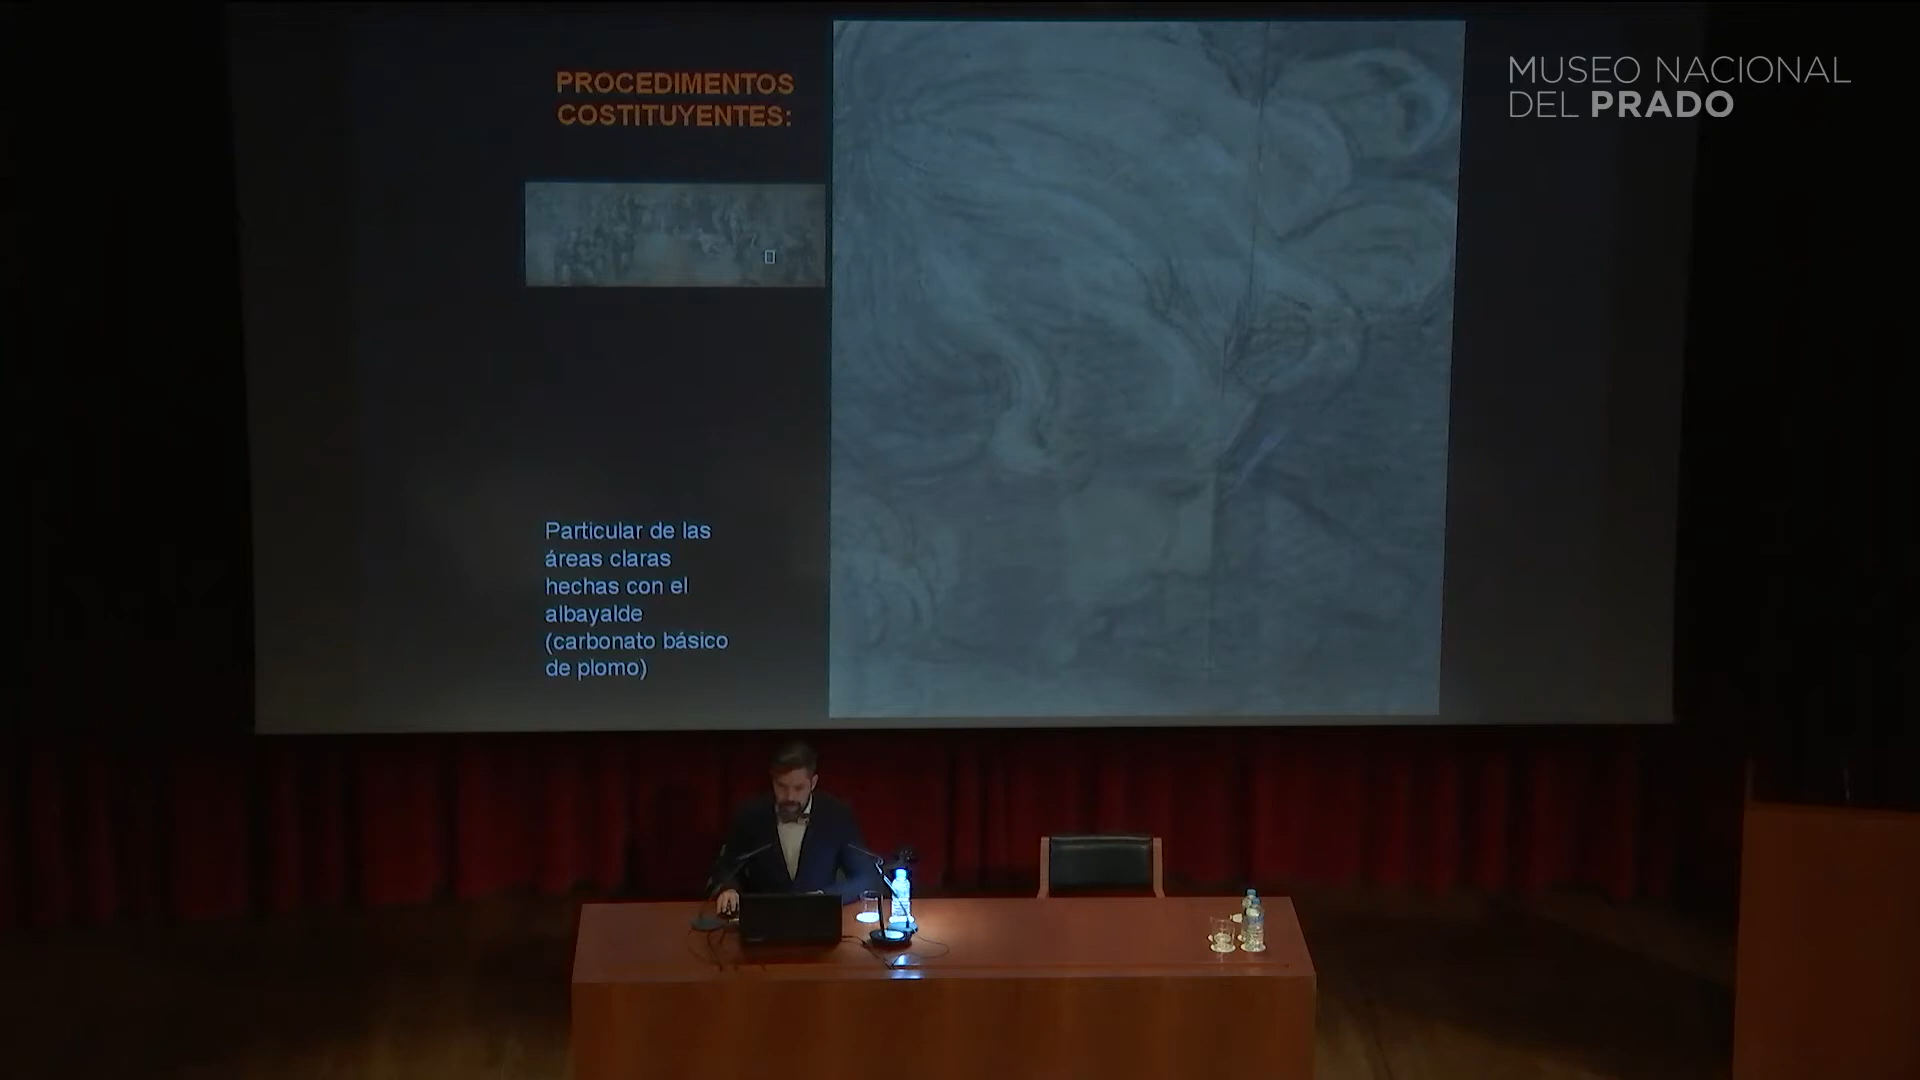 PROCEDIMENTOS
COSTITUYENTES:
Particular de las
áreas claras
hechas con el
albayalde
(carbonato básico
de plomo)
MUSEO NACIONAL
DEL PRADO